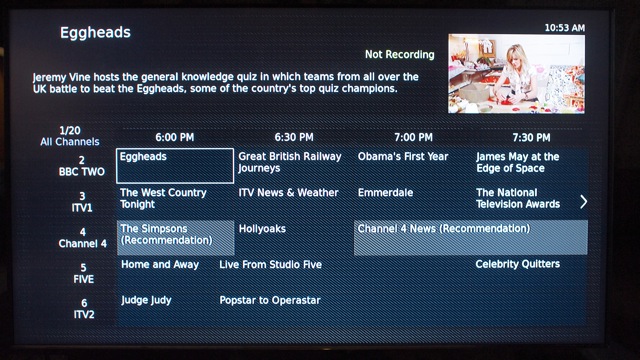 Eggheads
10:53 AM
Not Recording
Jeremy Vine hosts the general knowledge quiz in which teams from all over the
UK battle to beat the Eggheads, some of the country's top quiz champions.
1/20
All Channels
6:00 PM 6:30 PM 7:00 PM 7:30 PM
2
BBC TWO
Eggheads
Great British Railway
Journeys
Obama's First Year
James May at the
Edge of Space
3
ITV1
The West Country
Tonight
ITV News & Weather
Emmerdale
The National
Television Awards
4
Channel 4
The Simpsons
(Recommendation)
Hollyoaks
Channel 4 News (Recommendation)
5
FIVE
Home and Away
Live From Studio Five
Celebrity Quitters
6
ITV2
Judge Judy
Popstar to Operastar